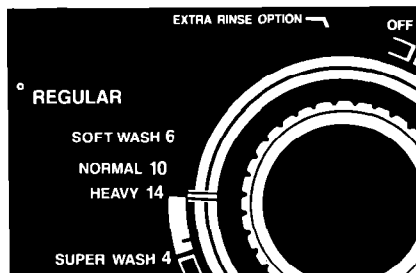 EXTRA RINSE OPTION
OFF
REGULAR
SOFT WASH 6
NORMAL 10
HEAVY 14
SUPER WASH 4